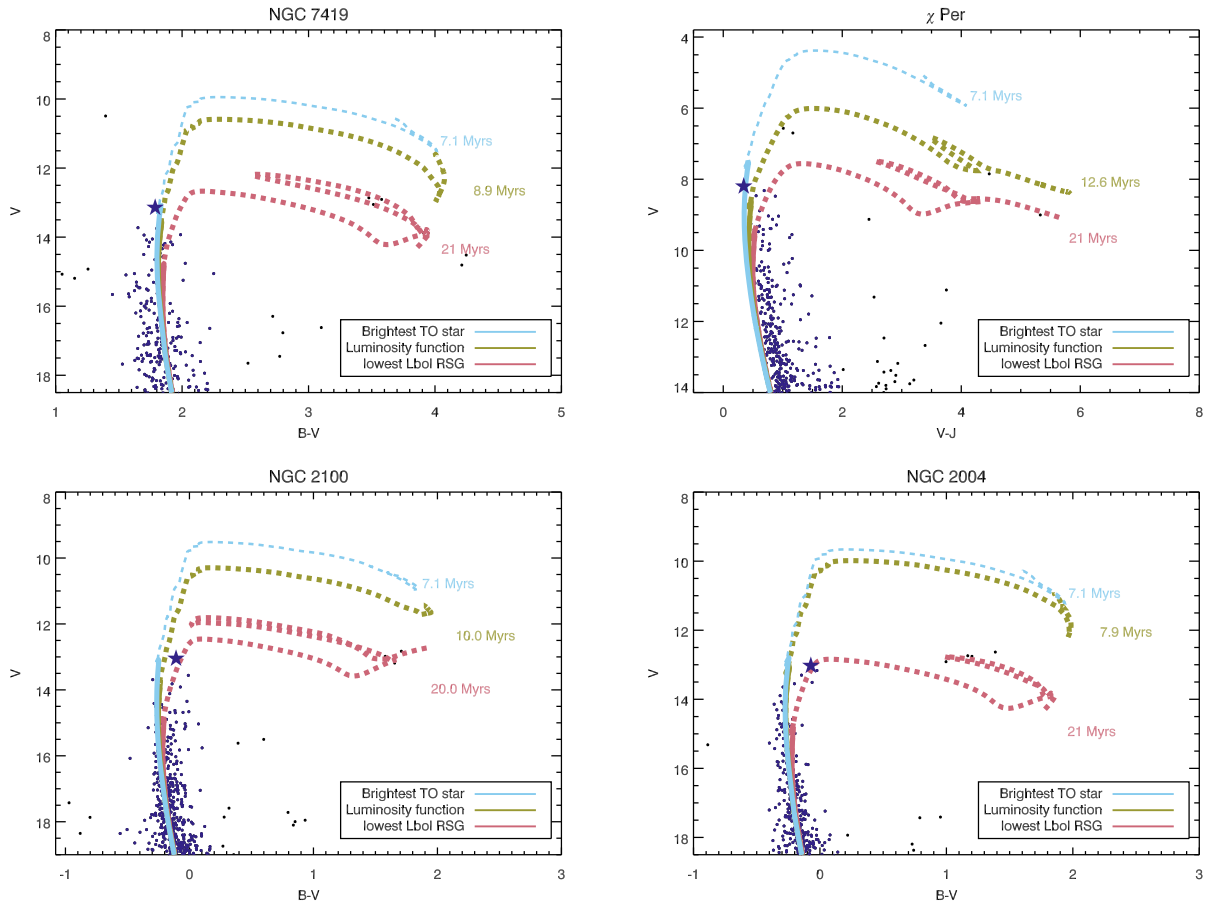 NGC 7419
8
10
12
14
16
18
V
1
2
3
4
5
B-V
7.1 Myrs
8.9 Myrs
21 Myrs
Brightest TO star
Luminosity function
lowest Lbol RSG
χ Per
4
6
8
10
12
14
V
0
2
4
6
8
V-J
7.1 Myrs
12.6 Myrs
21 Myrs
Brightest TO star
Luminosity function
lowest Lbol RSG
NGC 2100
8
10
12
14
16
18
V
-1
0
1
2
3
B-V
7.1 Myrs
10.0 Myrs
20.0 Myrs
Brightest TO star
Luminosity function
lowest Lbol RSG
NGC 2004
8
10
12
14
16
18
V
-1
0
1
2
3
B-V
7.1 Myrs
7.9 Myrs
21 Myrs
Brightest TO star
Luminosity function
lowest Lbol RSG